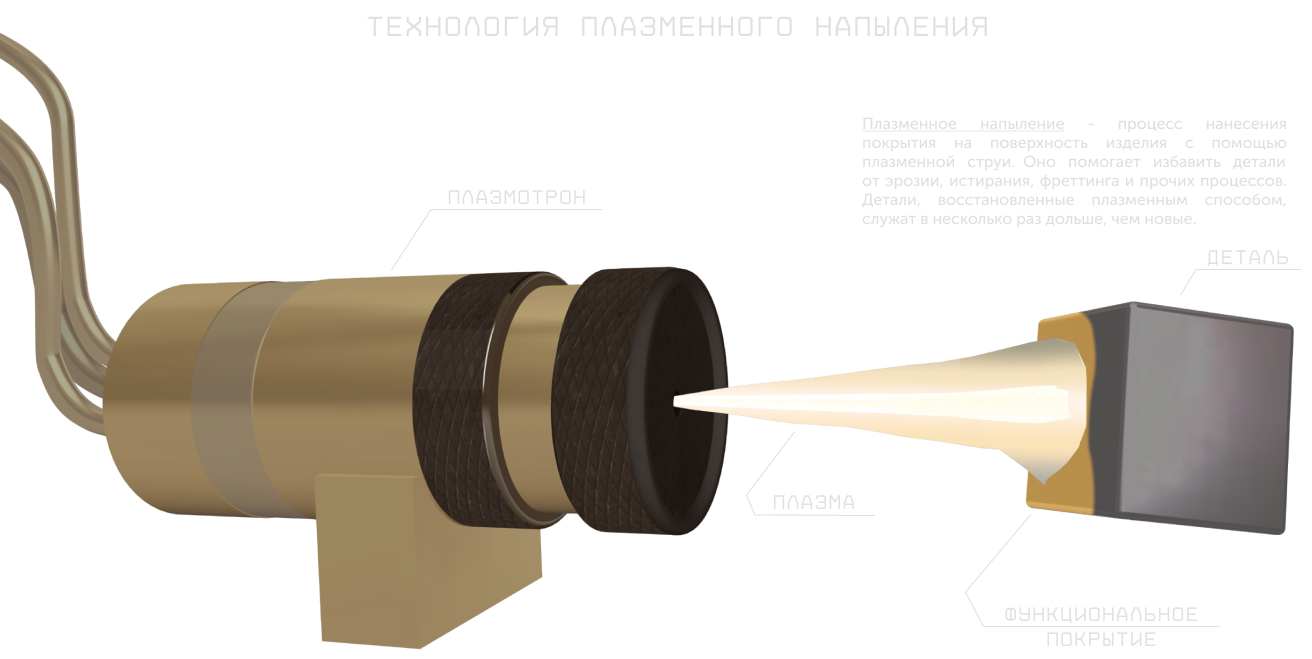 ТЕХНОЛОГИЯ ПЛАЗМЕННОГО НАПЫЛЕНИЯ
Плазменное напыление - процесс нанесения
покрытия на поверхность изделия с помощью
плазменной струи. Оно помогает избавить детали
от эрозии, истирания, фреттинга и прочих процессов.
Детали, восстановленные плазменным способом,
служат в несколько раз дольше, чем новые.
ПЛАЗМОТРОН
ДЕТАЛЬ
ПЛАЗМА
ФУНКЦИОНАЛЬНОЕ
ПОКРЫТИЕ